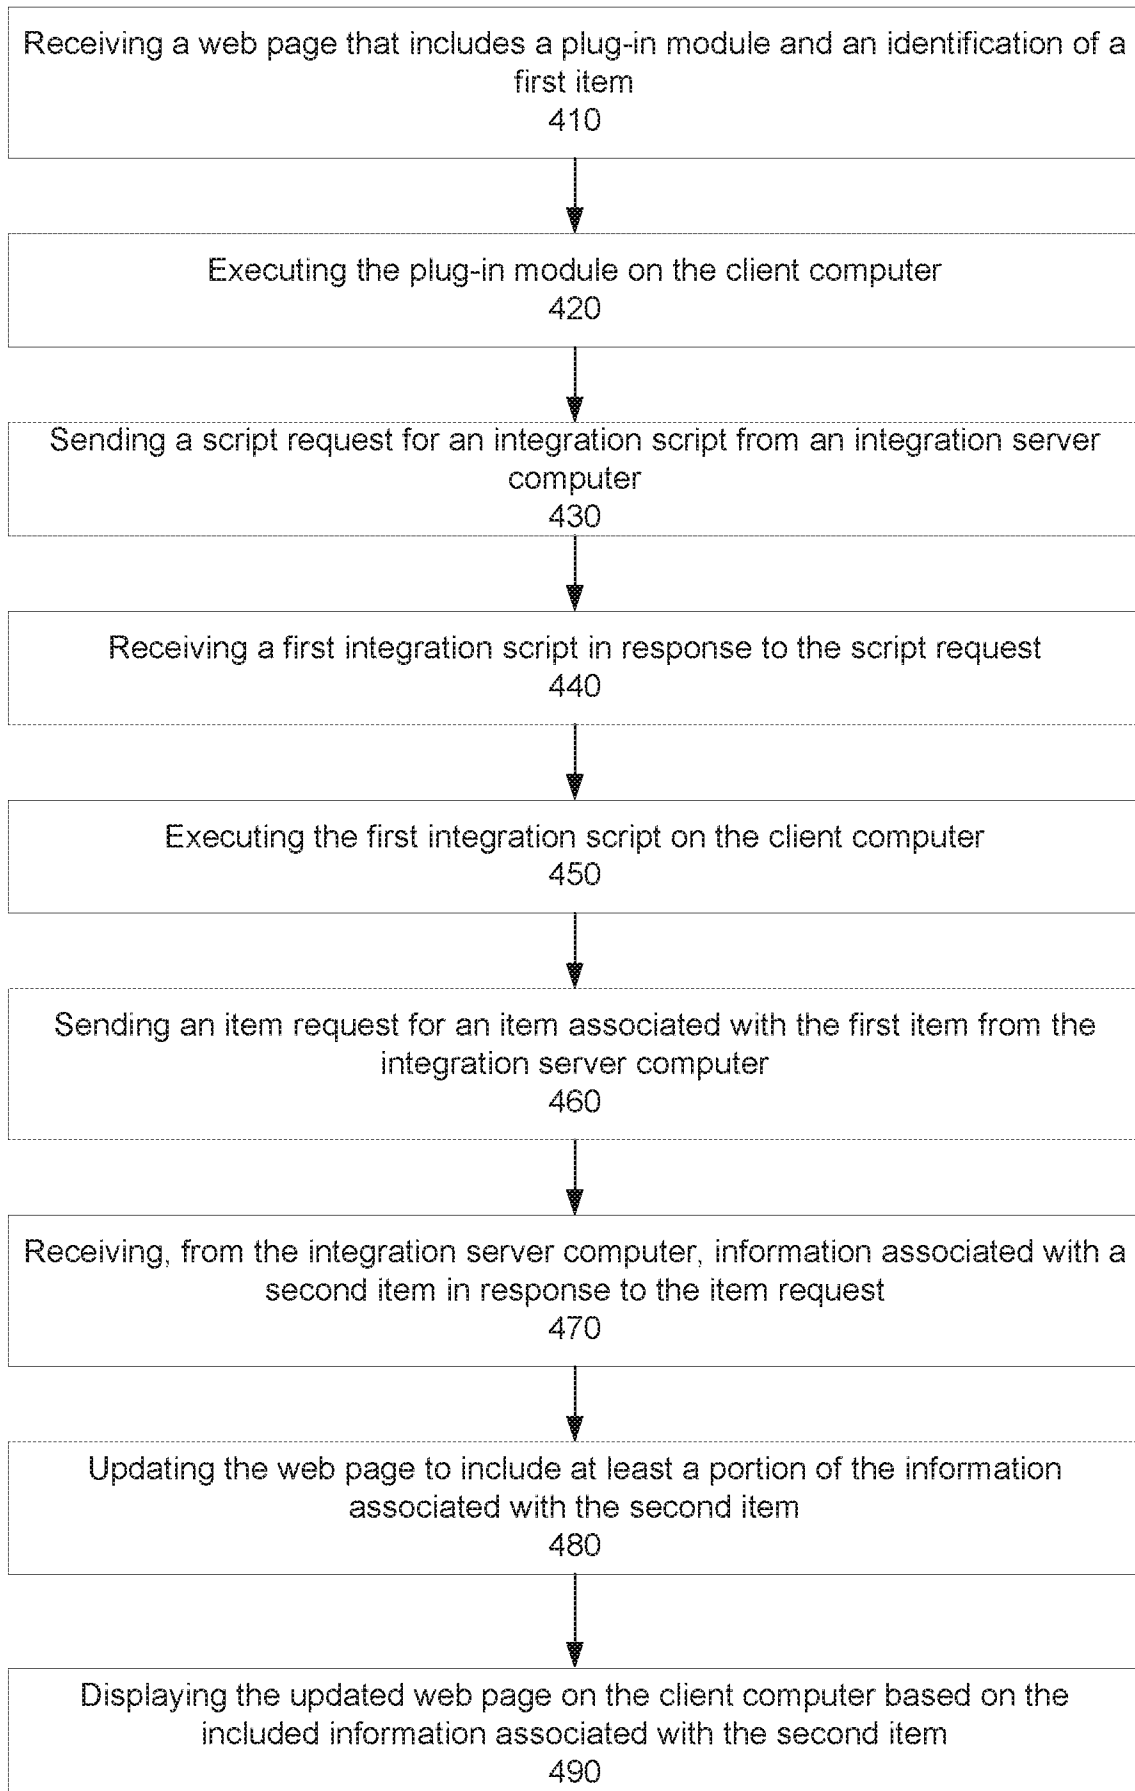 Receiving a web page that includes a plug-in module and an identification of a
first item
410
Executing the plug-in module on the client computer
420
Sending a script request for an integration script from an integration server
computer
430
Receiving a first integration script in response to the script request
440
Executing the first integration script on the client computer
450
Sending an item request for an item associated with the first item from the
integration server computer
460
Receiving, from the integration server computer, information associated with a
second item in response to the item request
470
Updating the web page to include at least a portion of the information
associated with the second item
480
Displaying the updated web page on the client computer based on the
included information associated with the second item
490